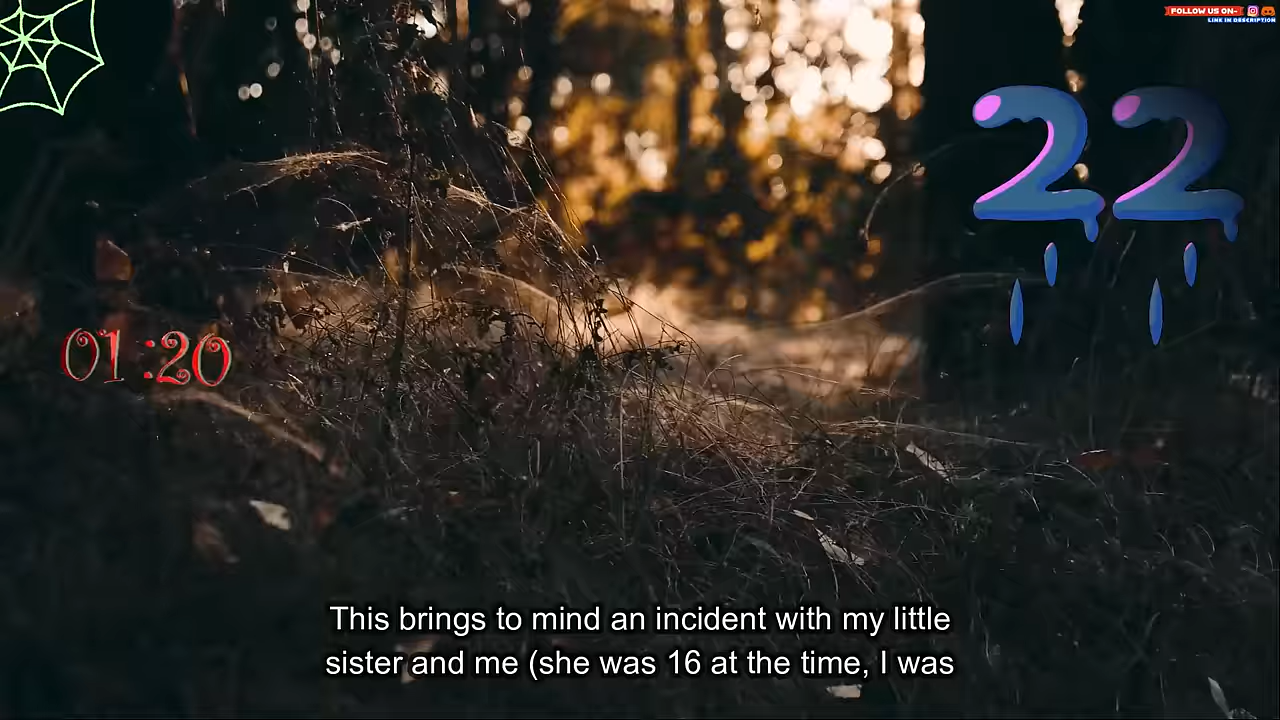 FOLLOW US ON-
LINK IN DESCRIPTION
22
01:20
This brings to mind an incident with my little
sister and me (she was 16 at the time, I was